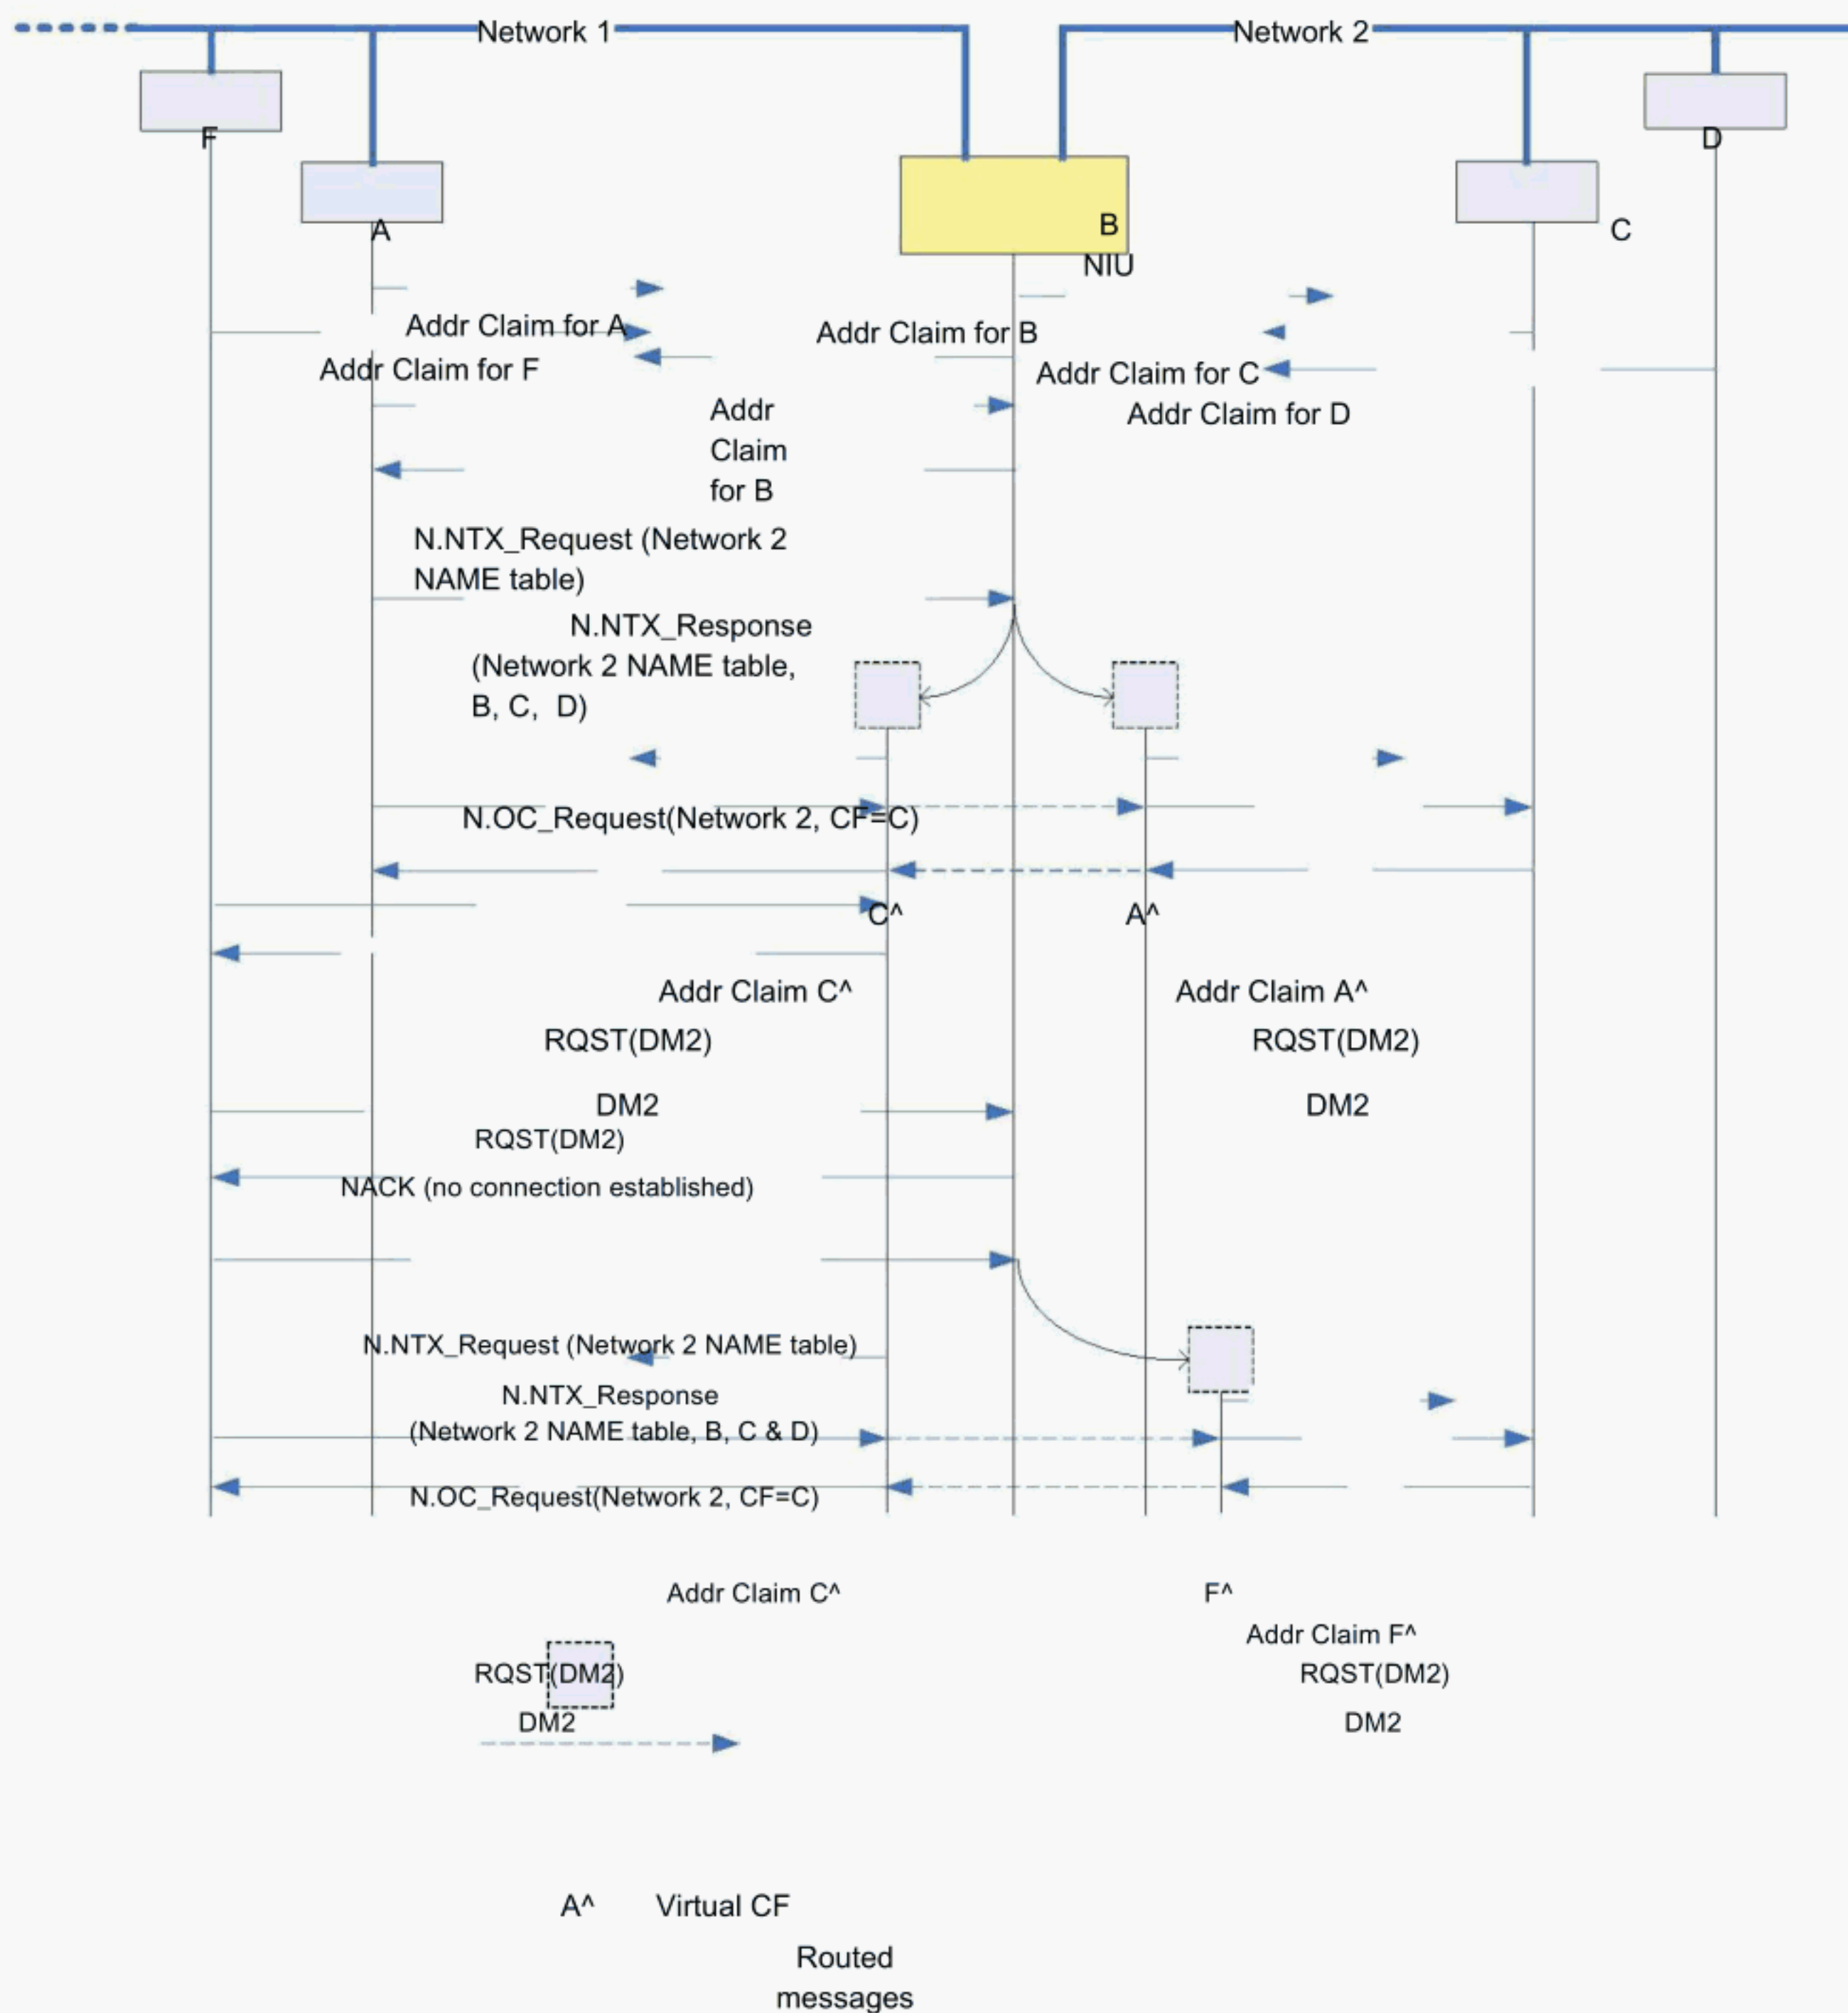 Network 1
Network 2
F
D
A
B
C
NIU
Addr Claim for A
Addr Claim for B
Addr Claim for F
Addr Claim for C
Addr
Claim
for B
Addr Claim for D
N.NTX_Request (Network 2
NAME table)
N.NTX_Response
(Network 2 NAME table,
B, C, D)
N.OC_Request(Network 2, CF=C)
C^
A^
Addr Claim C^
Addr Claim A^
RQST(DM2)
RQST(DM2)
DM2
DM2
RQST(DM2)
NACK (no connection established)
N.NTX_Request (Network 2 NAME table)
N.NTX_Response
(Network 2 NAME table, B, C & D)
N.OC_Request(Network 2, CF=C)
Addr Claim C^
F^
Addr Claim F^
RQST(DM2)
RQST(DM2)
DM2
DM2
A^
Virtual CF
Routed
messages